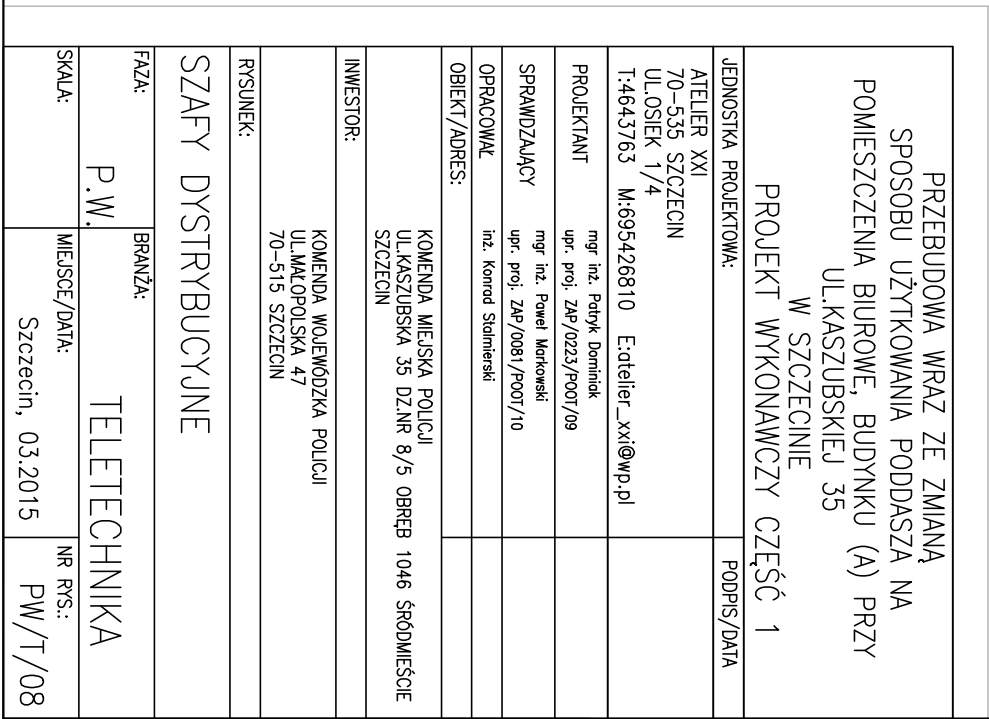 PRZEBUDOWA WRAZ ZE ZMIANĄ
SPOSOBU UŻYTKOWANIA PODDASZA NA
POMIESZCZENIA BIUROWE, BUDYNKU (A) PRZY
UL.KASZUBSKIEJ 35
W SZCZECINIE
PROJEKT WYKONAWCZY CZĘŚĆ 1
JEDNOSTKA PROJEKTOWA: PODPIS/DATA
ATELIER XXI
70-535 SZCZECIN
UL.OSIEK 1/4
T:4643763 M:695426810 E:atelier_xxi@wp.pl
PROJEKTANT mgr inż. Patryk Dominiak
upr. proj. ZAP/0223/POOT/09
SPRAWDZAJĄCY mgr inż. Paweł Markowski
upr. proj. ZAP/0081/POOT/10
OPRACOWAŁ inż. Konrad Stalmierski
OBIEKT/ADRES:
KOMENDA MIEJSKA POLICJI
UL.KASZUBSKA 35 DZ.NR 8/5 OBRĘB 1046 ŚRÓDMIEŚCIE
SZCZECIN
INWESTOR:
KOMENDA WOJEWÓDZKA POLICJI
UL.MAŁOPOLSKA 47
70-515 SZCZECIN
RYSUNEK:
SZAFY DYSTRYBUCYJNE
FAZA: BRANŻA:
P.W. TELETECHNIKA
SKALA: MIEJSCE/DATA: NR RYS.:
Szczecin, 03.2015 PW/T/08